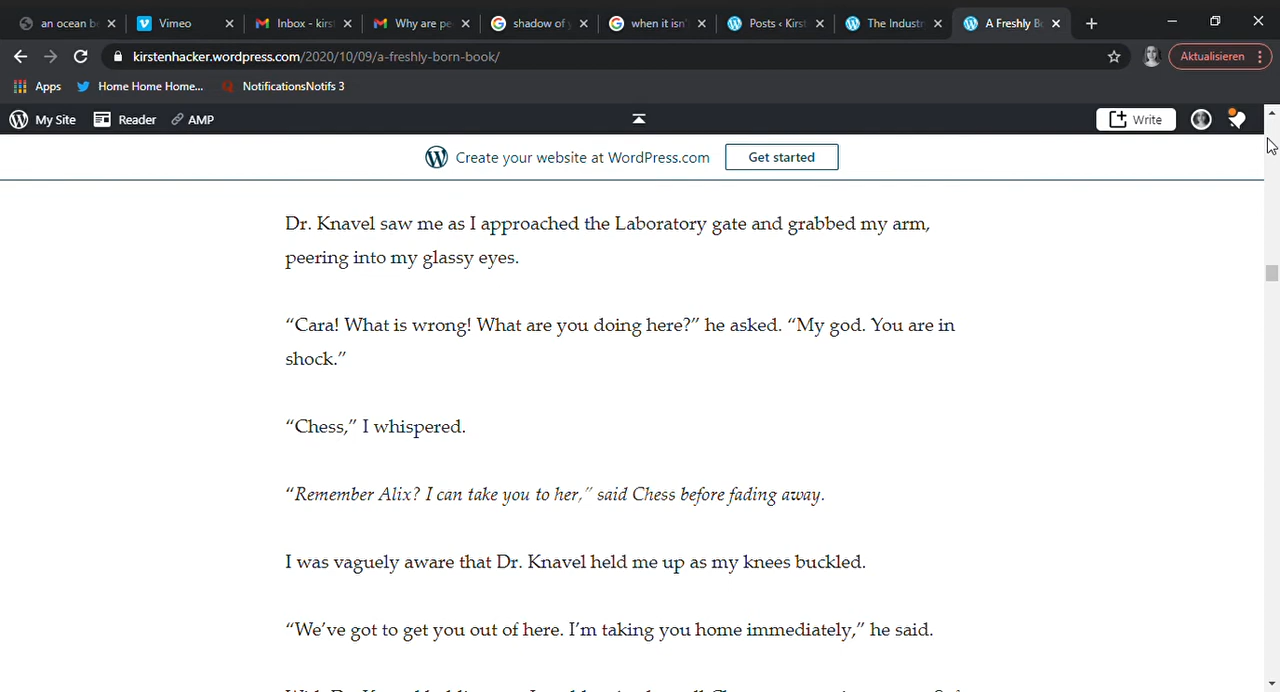 an ocean b
Vimeo
Inbox - kirs
Why are pe
shadow of
when it isn'
Posts ‹ Kirst
The Industr
A Freshly B
kirstenhacker.wordpress.com/2020/10/09/a-freshly-born-book/
Aktualisieren
Apps
Home Home Home...
NotificationsNotifs 3
My Site
Reader
AMP
Write
Create your website at WordPress.com
Get started
Dr. Knavel saw me as I approached the Laboratory gate and grabbed my arm,
peering into my glassy eyes.
“Cara! What is wrong! What are you doing here?” he asked. “My god. You are in
shock.”
“Chess,” I whispered.
“Remember Alix? I can take you to her,” said Chess before fading away.
I was vaguely aware that Dr. Knavel held me up as my knees buckled.
“We’ve got to get you out of here. I’m taking you home immediately,” he said.